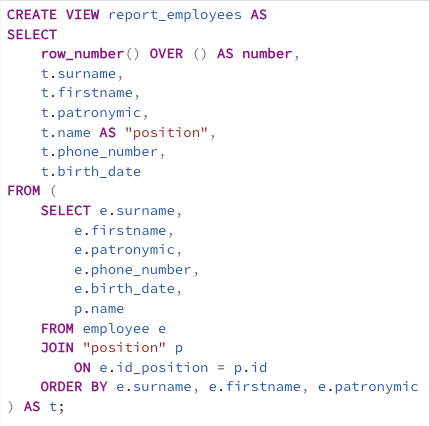 CREATE VIEW report_employees AS
SELECT
    row_number() OVER () AS number,
    t.surname,
    t.firstname,
    t.patronymic,
    t.name AS "position",
    t.phone_number,
    t.birth_date
FROM (
    SELECT e.surname,
        e.firstname,
        e.patronymic,
        e.phone_number,
        e.birth_date,
        p.name
    FROM employee e
    JOIN "position" p
        ON e.id_position = p.id
    ORDER BY e.surname, e.firstname, e.patronymic
) AS t;